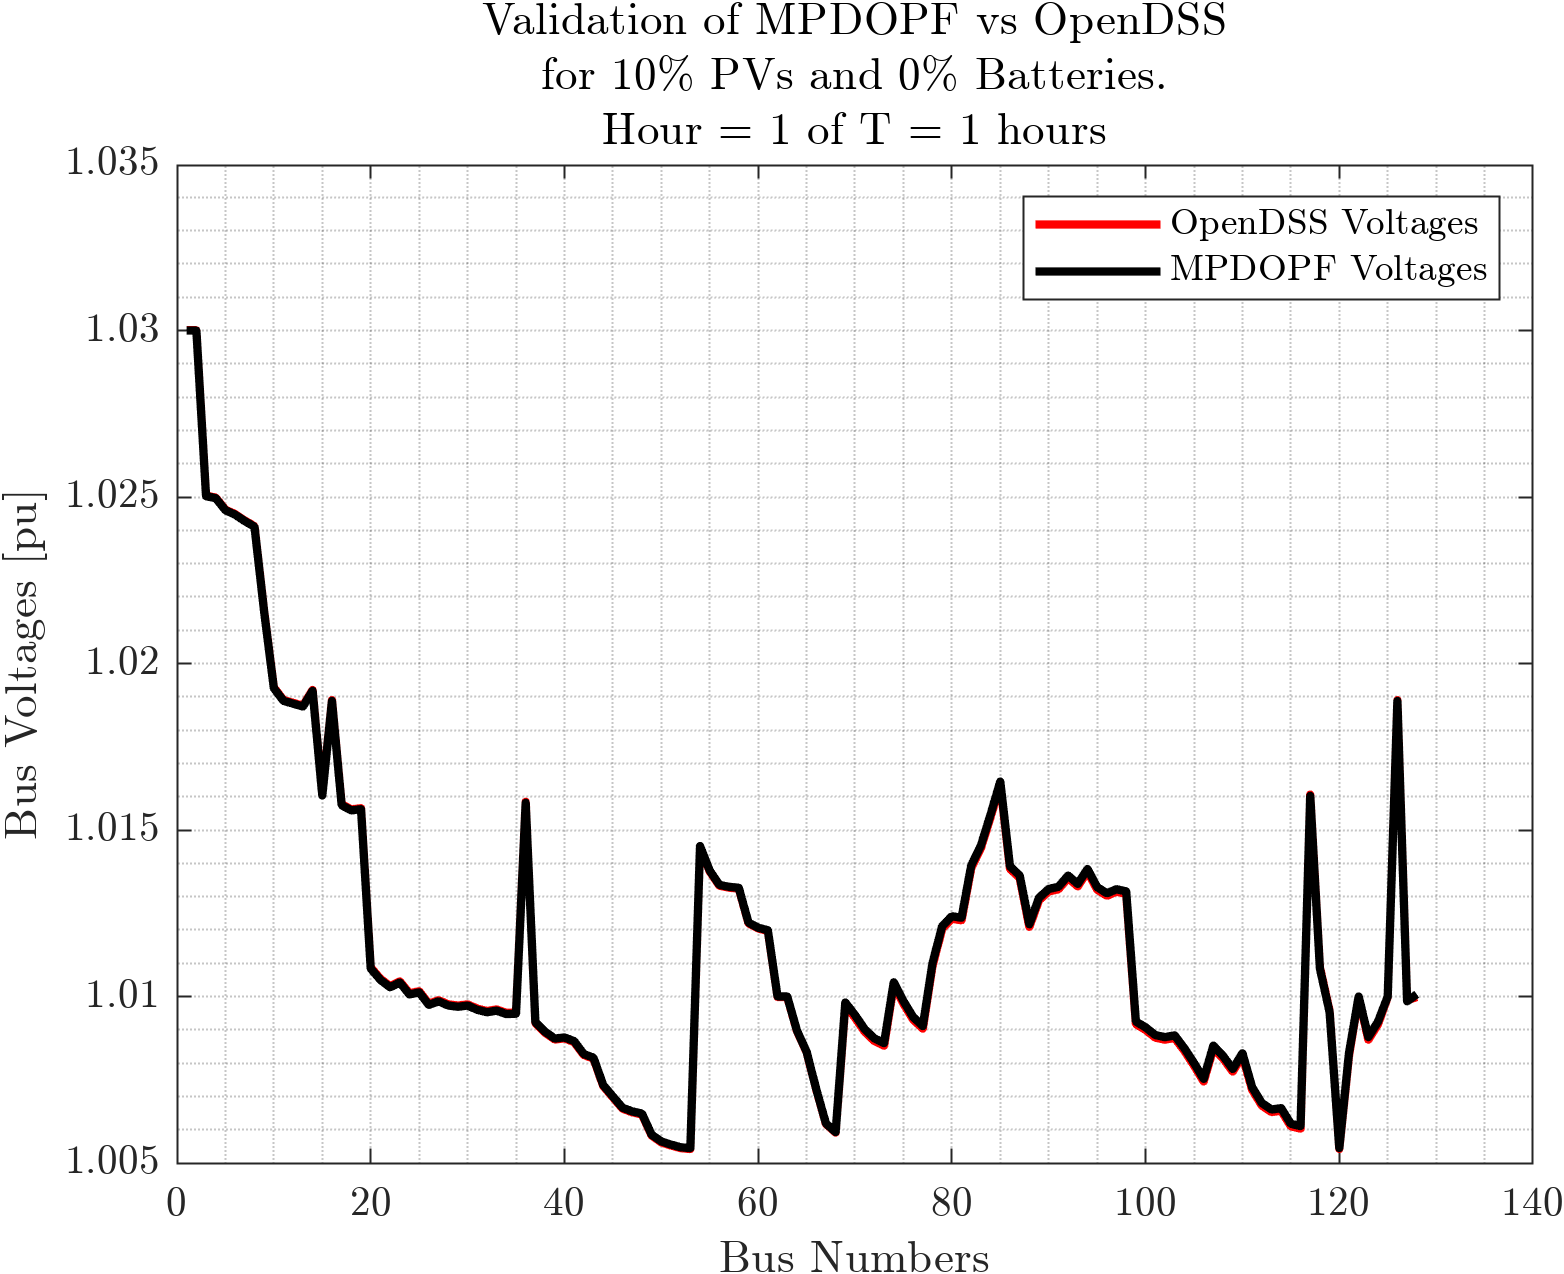 Validation of MPDOPF vs OpenDSS
for 10% PVs and 0% Batteries.
Hour = 1 of T = 1 hours
OpenDSS Voltages
MPDOPF Voltages
Bus Voltages [pu]
1.035
1.03
1.025
1.02
1.015
1.01
1.005
0 20 40 60 80 100 120 140
Bus Numbers